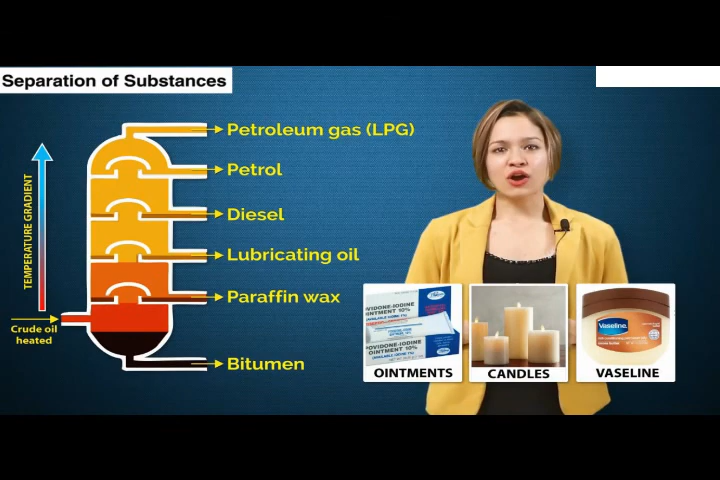 Separation of Substances
Petroleum gas (LPG)
Petrol
Diesel
Lubricating oil
Paraffin wax
Bitumen
TEMPERATURE GRADIENT
Crude oil
heated
POVIDONE-IODINE
OINTMENT 10%
POVIDONE-IODINE
OINTMENT 10%
OINTMENTS
CANDLES
Vaseline
VASELINE